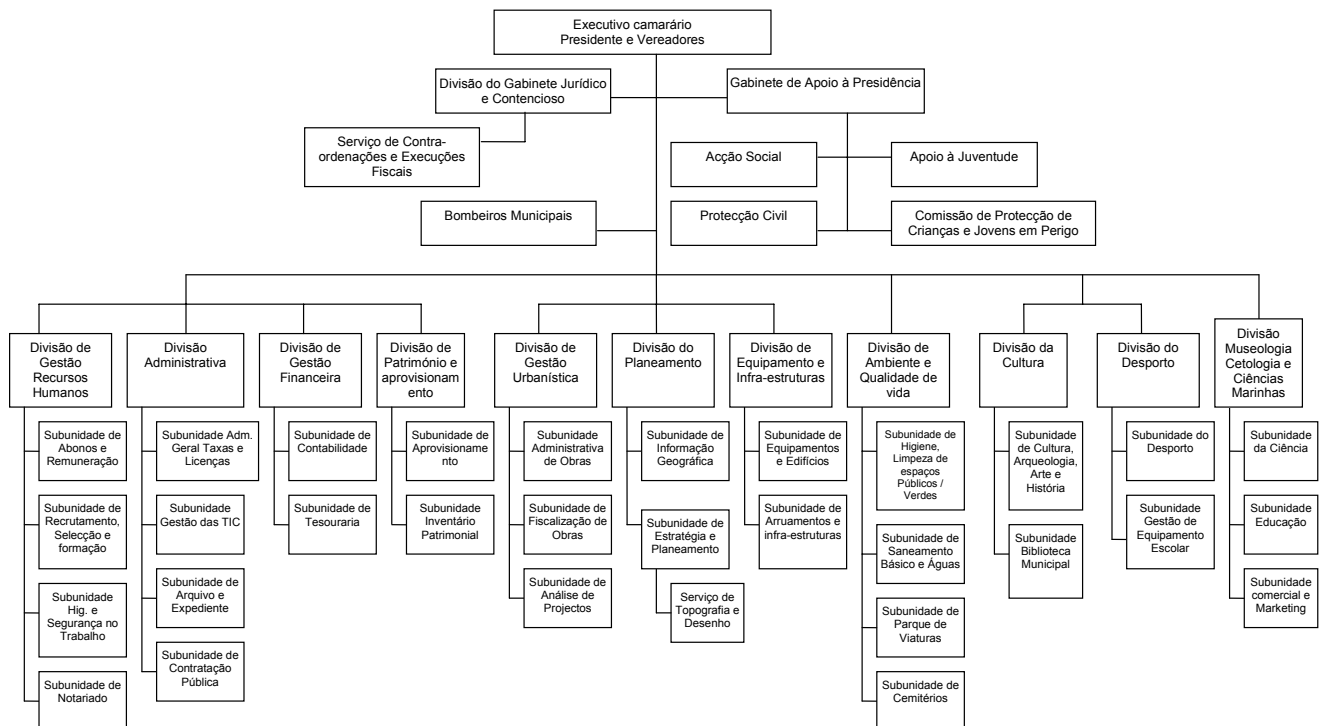 Executivo camarário
Presidente e Vereadores
Divisão do Gabinete Jurídico
e Contencioso
Gabinete de Apoio à Presidência
Serviço de Contra-
ordenações e Execuções
Fiscais
Acção Social
Apoio à Juventude
Bombeiros Municipais
Protecção Civil
Comissão de Protecção de
Crianças e Jovens em Perigo
Divisão de
Gestão
Recursos
Humanos
Divisão
Administrativa
Divisão de
Gestão
Financeira
Divisão de
Património e
aprovisionam
ento
Divisão de
Gestão
Urbanística
Divisão do
Planeamento
Divisão de
Equipamento e
Infra-estruturas
Divisão de
Ambiente e
Qualidade de
vida
Divisão da
Cultura
Divisão do
Desporto
Divisão
Museologia
Cetologia e
Ciências
Marinhas
Subunidade de
Abonos e
Remuneração
Subunidade de
Recrutamento,
Selecção e
formação
Subunidade
Hig. e
Segurança no
Trabalho
Subunidade de
Notariado
Subunidade Adm.
Geral Taxas e
Licenças
Subunidade
Gestão das TIC
Subunidade de
Arquivo e
Expediente
Subunidade de
Contratação
Pública
Subunidade de
Contabilidade
Subunidade de
Tesouraria
Subunidade de
Aprovisioname
nto
Subunidade
Inventário
Patrimonial
Subunidade
Administrativa
de Obras
Subunidade
de
Fiscalização de
Obras
Subunidade de
Análise de
Projectos
Subunidade de
Informação
Geográfica
Subunidade de
Estratégia e
Planeamento
Serviço de
Topografia e
Desenho
Subunidade de
Equipamentos
e Edifícios
Subunidade de
Arruamentos e
infra-estruturas
Subunidade de
Higiene,
Limpeza de
espaços
Públicos /
Verdes
Subunidade de
Saneamento
Básico e Águas
Subunidade de
Parque de
Viaturas
Subunidade de
Cemitérios
Subunidade
de Cultura,
Arqueologia,
Arte e
História
Subunidade
Biblioteca
Municipal
Subunidade do
Desporto
Subunidade
Gestão de
Equipamento
Escolar
Subunidade
da Ciência
Subunidade
Educação
Subunidade
comercial e
Marketing